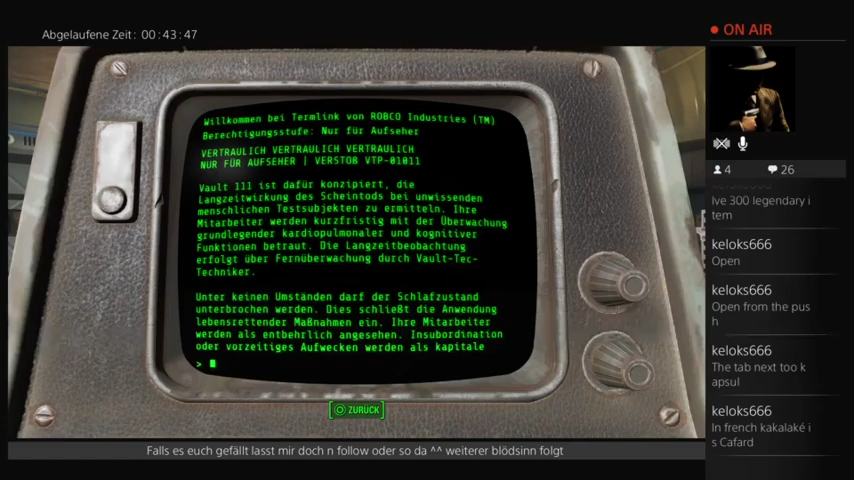 Abgelaufene Zeit: 00:43:47
Willkommen bei Termlink von ROBCO Industries (TM)
Berechtigungsstufe: Nur für Aufseher
VERTRAULICH VERTRAULICH VERTRAULICH
NUR FÜR AUFSEHER | VERSTOß VTP-01011
Vault 111 ist dafür konzipiert, die
Langzeitwirkung des Scheintods bei unwissenden
menschlichen Testsubjekten zu ermitteln. Ihre
Mitarbeiter werden kurzfristig mit der Überwachung
grundlegender kardiopulmonaler und kognitiver
Funktionen betraut. Die Langzeitbeobachtung
erfolgt über Fernüberwachung durch Vault-Tec-
Techniker.
Unter keinen Umständen darf der Schlafzustand
unterbrochen werden. Dies schließt die Anwendung
lebensrettender Maßnahmen ein. Ihre Mitarbeiter
werden als entbehrlich angesehen. Insubordination
oder vorzeitiges Aufwecken werden als kapitale
>
ZURÜCK
Falls es euch gefällt lasst mir doch n follow oder so da ^^ weiterer blödsinn folgt
ON AIR
4 26
Ive 300 legendary i
tem
keloks666
Open
keloks666
Open from the pus
h
keloks666
The tab next too k
apsul
keloks666
In french kakalaké i
s Cafard